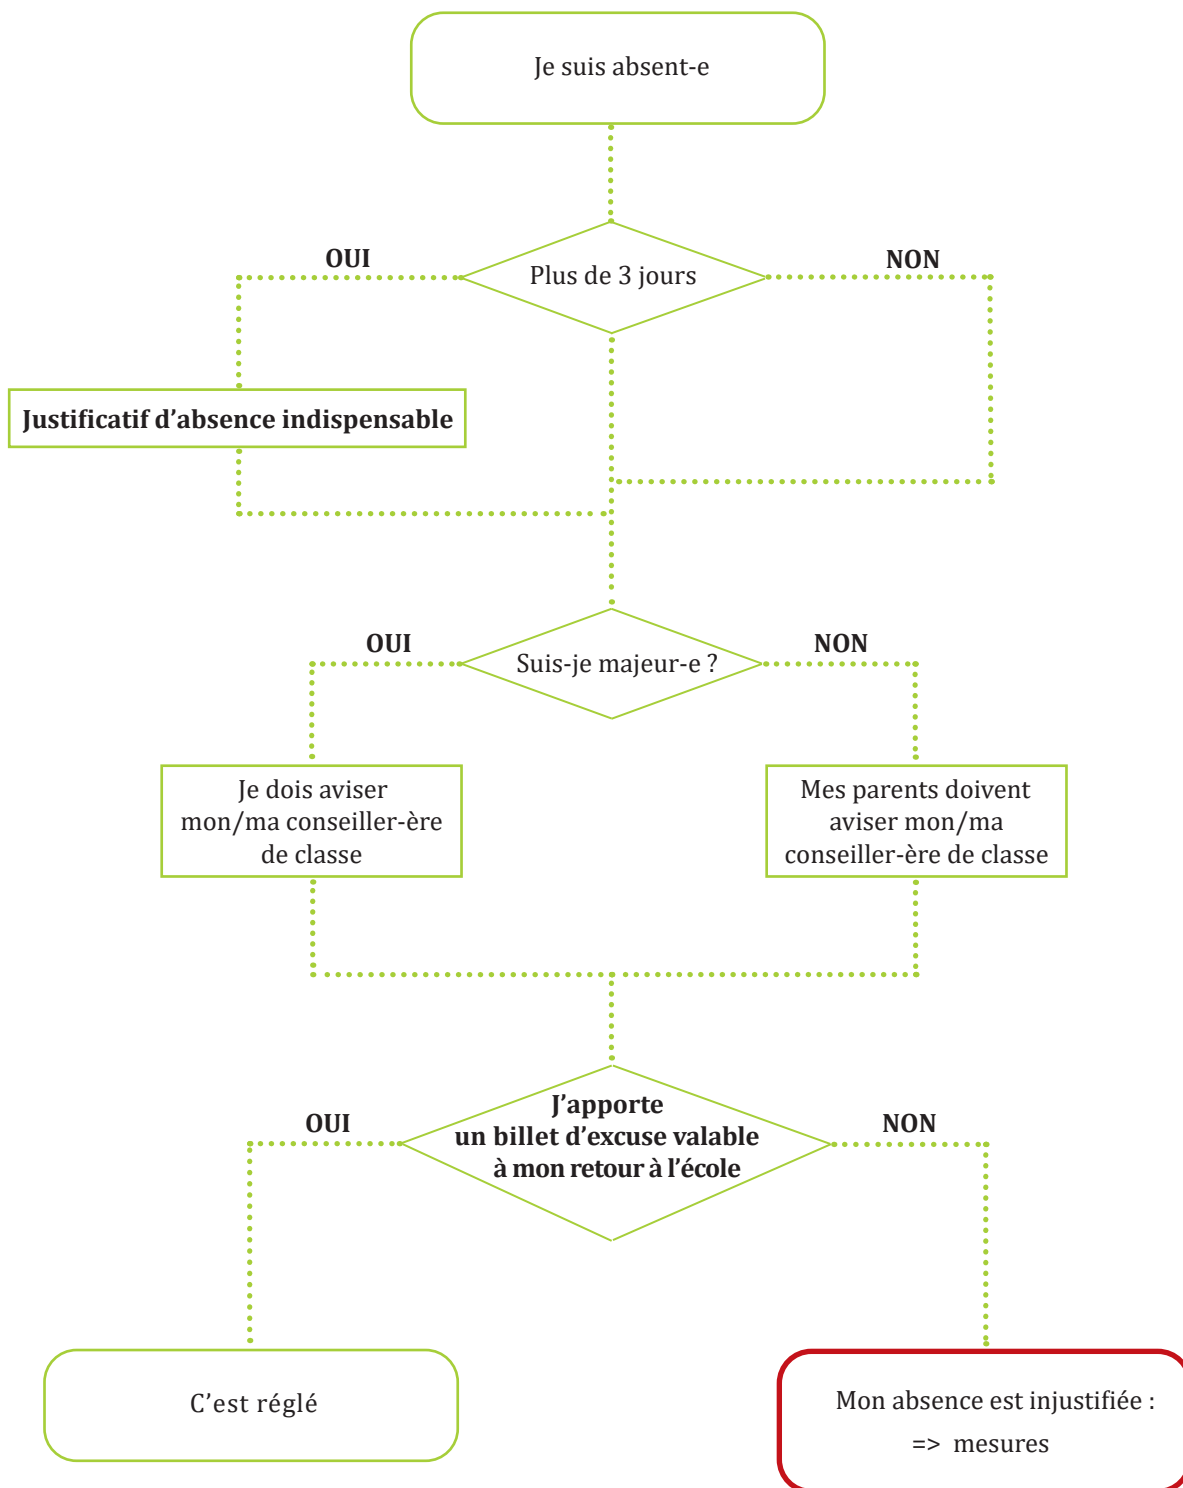 Je suis absent-e
OUI
NON
Plus de 3 jours
Justificatif d’absence indispensable
OUI
NON
Suis-je majeur-e ?
Je dois aviser
mon/ma conseiller-ère
de classe
Mes parents doivent
aviser mon/ma
conseiller-ère de classe
OUI
NON
J’apporte
un billet d’excuse valable
à mon retour à l’école
C’est réglé
Mon absence est injustifiée :
=> mesures